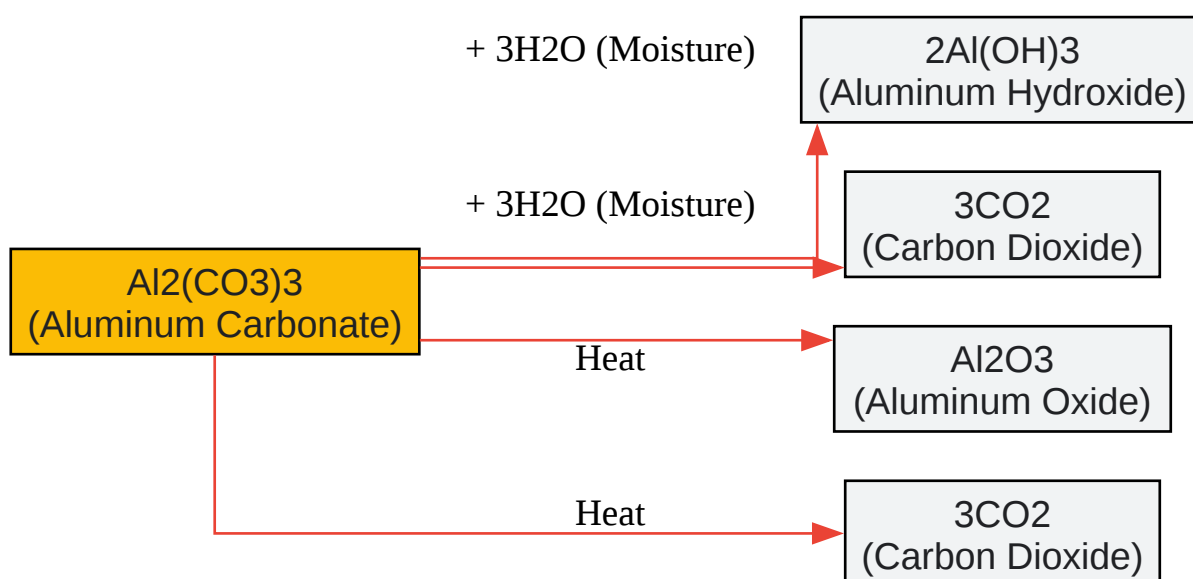 + 3H2O (Moisture)
2Al(OH)3
(Aluminum Hydroxide)
+ 3H2O (Moisture)
3CO2
(Carbon Dioxide)
Al2(CO3)3
(Aluminum Carbonate)
Heat
Al2O3
(Aluminum Oxide)
Heat
3CO2
(Carbon Dioxide)